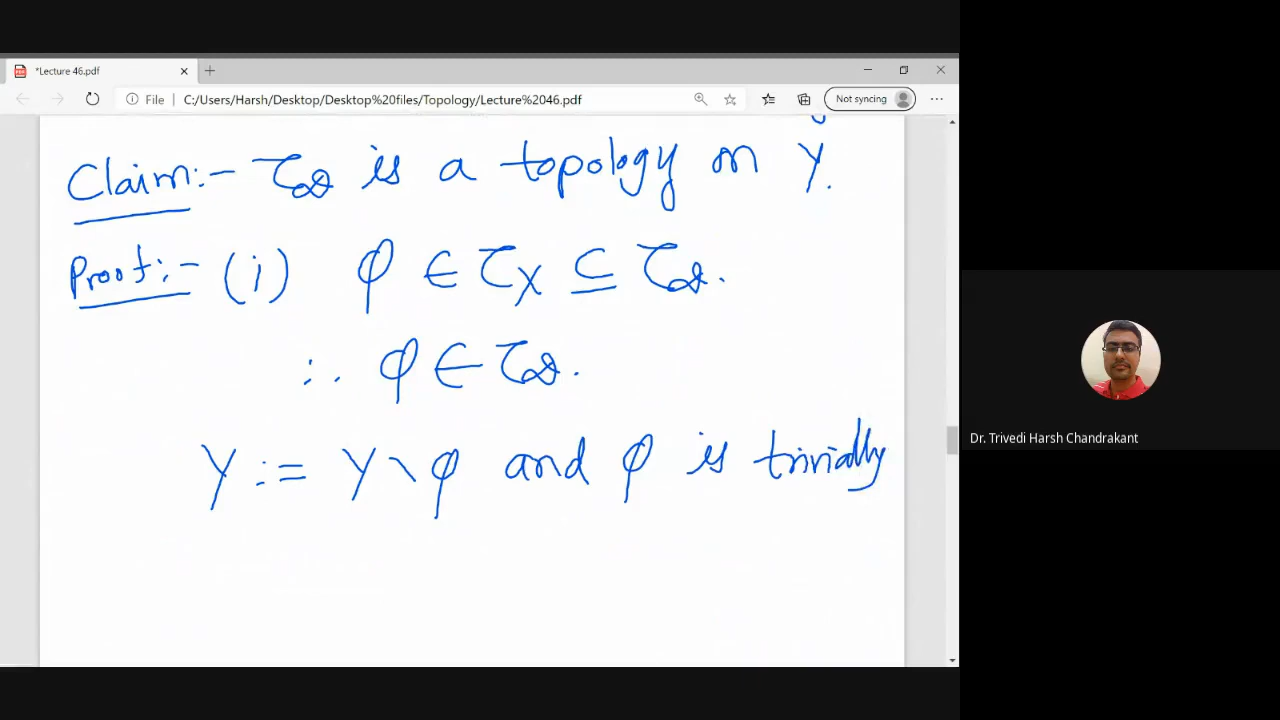 *Lecture 46.pdf
File | C:/Users/Harsh/Desktop/Desktop%20files/Topology/Lecture%2046.pdf
Not syncing
Claim:- τ∞ is a topology on Y.
Proof:- (i) φ ∈ τX ⊆ τ∞.
∴ φ ∈ τ∞.
Y := Y \ φ and φ is trivially
Dr. Trivedi Harsh Chandrakant